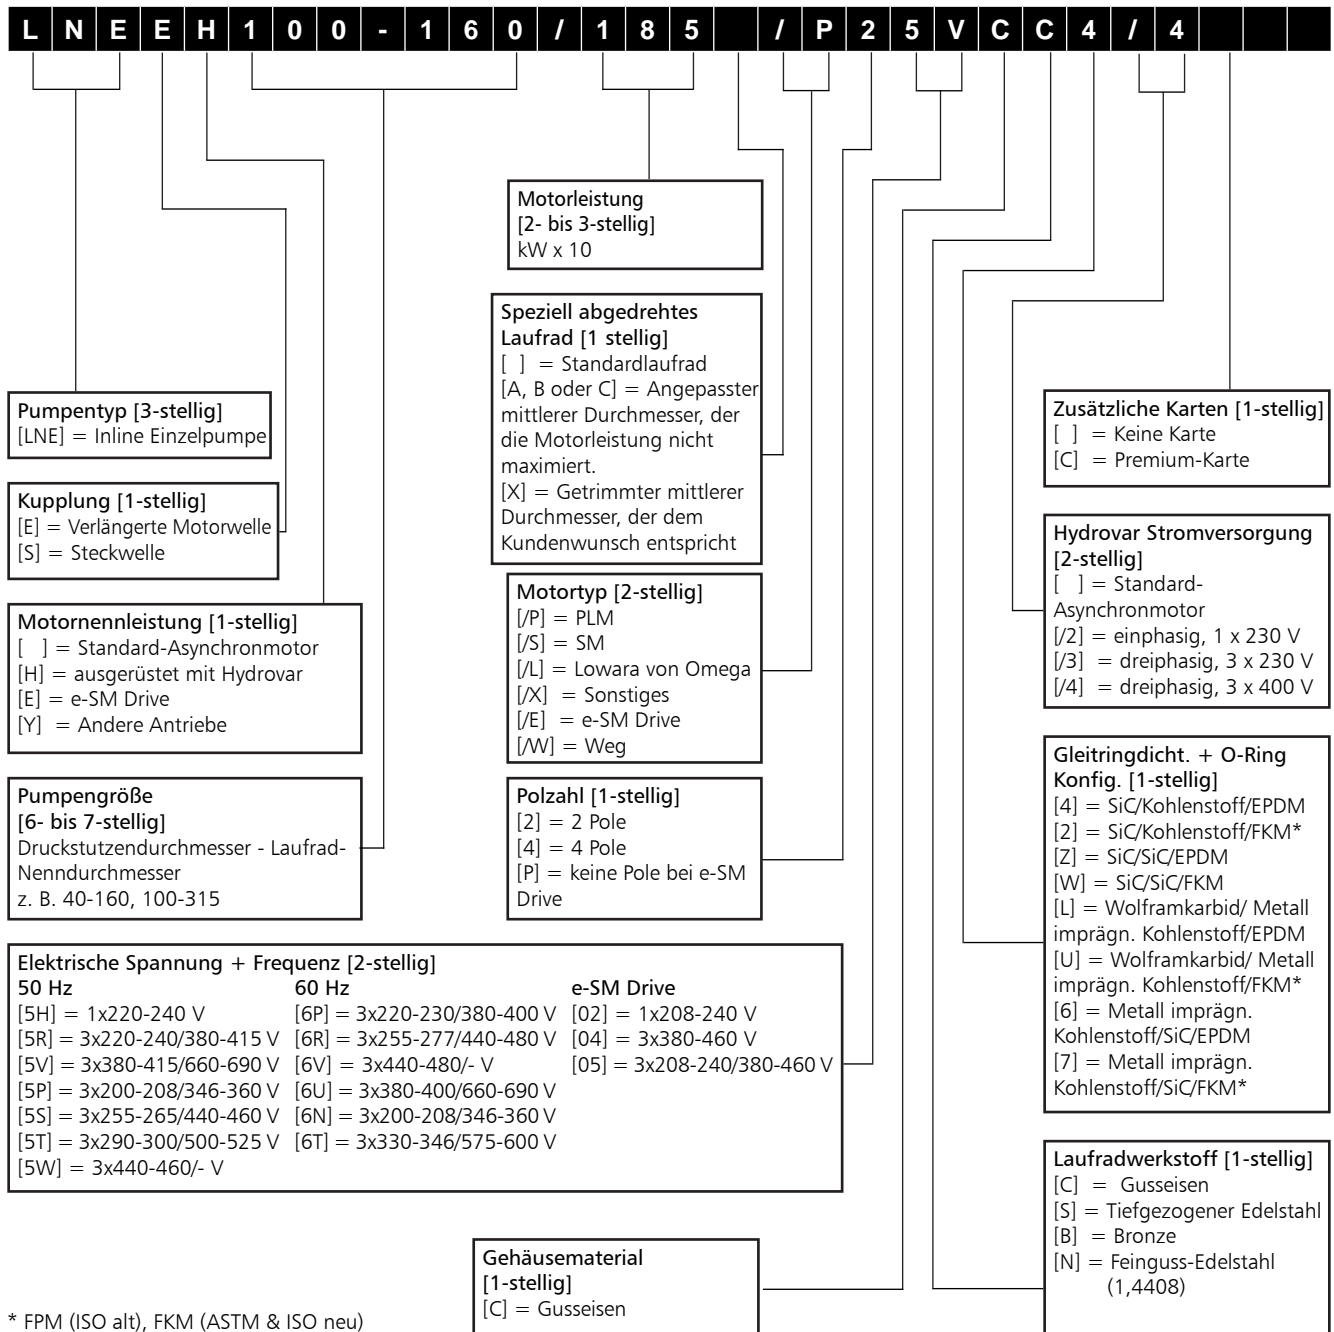 L N E E H 1 0 0 - 1 6 0 / 1 8 5 / P 2 5 V C C 4 / 4
Motorleistung
[2- bis 3-stellig]
kW x 10
Speziell abgedrehtes
Laufrad [1 stellig]
[ ] = Standardlaufrad
[A, B oder C] = Angepasster
mittlerer Durchmesser, der
die Motorleistung nicht
maximiert.
[X] = Getrimmter mittlerer
Durchmesser, der dem
Kundenwunsch entspricht
Pumpentyp [3-stellig]
[LNE] = Inline Einzelpumpe
Kupplung [1-stellig]
[E] = Verlängerte Motorwelle
[S] = Steckwelle
Motornennleistung [1-stellig]
[ ] = Standard-Asynchronmotor
[H] = ausgerüstet mit Hydrovar
[E] = e-SM Drive
[Y] = Andere Antriebe
Pumpengröße
[6- bis 7-stellig]
Druckstutzendurchmesser - Laufrad-
Nenndurchmesser
z. B. 40-160, 100-315
Motortyp [2-stellig]
[/P] = PLM
[/S] = SM
[/L] = Lowara von Omega
[/X] = Sonstiges
[/E] = e-SM Drive
[/W] = Weg
Polzahl [1-stellig]
[2] = 2 Pole
[4] = 4 Pole
[P] = keine Pole bei e-SM
Drive
Zusätzliche Karten [1-stellig]
[ ] = Keine Karte
[C] = Premium-Karte
Hydrovar Stromversorgung
[2-stellig]
[ ] = Standard-
Asynchronmotor
[/2] = einphasig, 1 x 230 V
[/3] = dreiphasig, 3 x 230 V
[/4] = dreiphasig, 3 x 400 V
Gleitringdicht. + O-Ring
Konfig. [1-stellig]
[4] = SiC/Kohlenstoff/EPDM
[2] = SiC/Kohlenstoff/FKM*
[Z] = SiC/SiC/EPDM
[W] = SiC/SiC/FKM
[L] = Wolframkarbid/ Metall
imprägn. Kohlenstoff/EPDM
[U] = Wolframkarbid/ Metall
imprägn. Kohlenstoff/FKM*
[6] = Metall imprägn.
Kohlenstoff/SiC/EPDM
[7] = Metall imprägn.
Kohlenstoff/SiC/FKM*
Elektrische Spannung + Frequenz [2-stellig]
50 Hz 60 Hz e-SM Drive
[5H] = 1x220-240 V [6P] = 3x220-230/380-400 V [02] = 1x208-240 V
[5R] = 3x220-240/380-415 V [6R] = 3x255-277/440-480 V [04] = 3x380-460 V
[5V] = 3x380-415/660-690 V [6V] = 3x440-480/- V [05] = 3x208-240/380-460 V
[5P] = 3x200-208/346-360 V [6U] = 3x380-400/660-690 V
[5S] = 3x255-265/440-460 V [6N] = 3x200-208/346-360 V
[5T] = 3x290-300/500-525 V [6T] = 3x330-346/575-600 V
[5W] = 3x440-460/- V
Laufradwerkstoff [1-stellig]
[C] = Gusseisen
[S] = Tiefgezogener Edelstahl
[B] = Bronze
[N] = Feinguss-Edelstahl
(1,4408)
Gehäusematerial
[1-stellig]
[C] = Gusseisen
* FPM (ISO alt), FKM (ASTM & ISO neu)